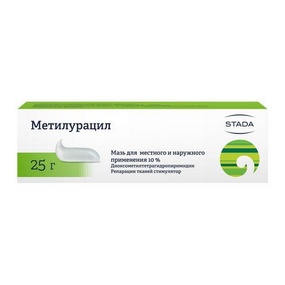 STADA
Метилурацил
25 г
Мазь для местного и наружного
применения 10 %
Диоксометилтетрагидропиримидин
Репарации тканей стимулятор